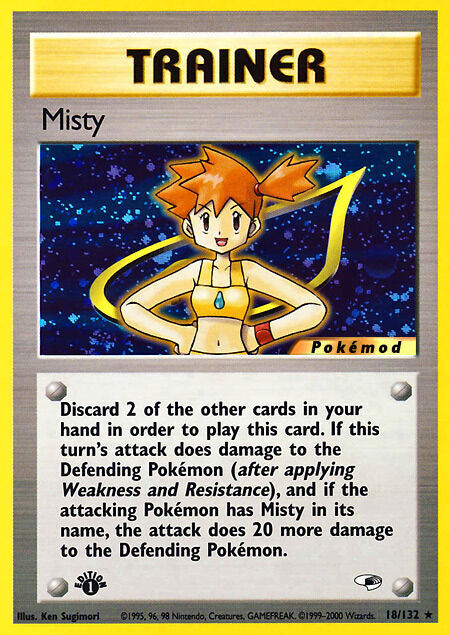 TRAINER
Misty
Pokémod
Discard 2 of the other cards in your
hand in order to play this card. If this
turn's attack does damage to the
Defending Pokémon (after applying
Weakness and Resistance), and if the
attacking Pokémon has Misty in its
name, the attack does 20 more damage
to the Defending Pokémon.
EDITION
1
Illus. Ken Sugimori ©1995, 96, 98 Nintendo, Creatures, GAMEFREAK. ©1999-2000 Wizards. 18/132 ★